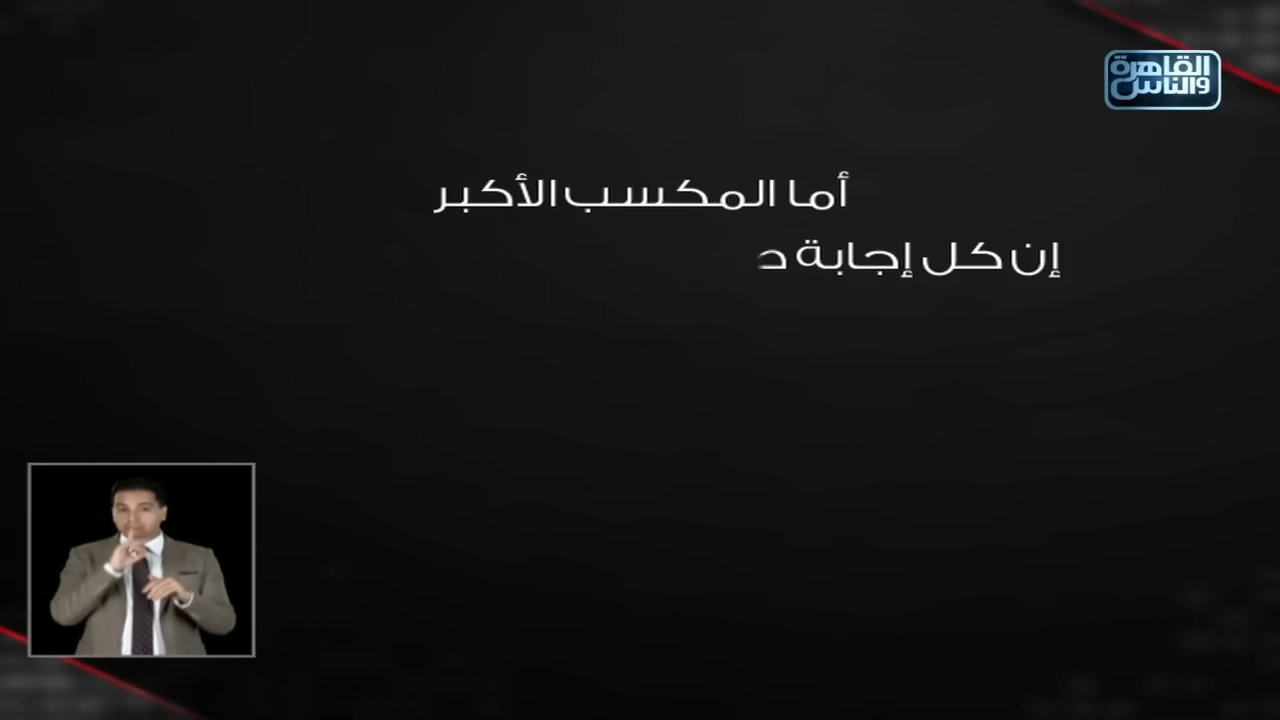 القاهرة
والناس
أما المكسب الأكبر
إن كل إجابة